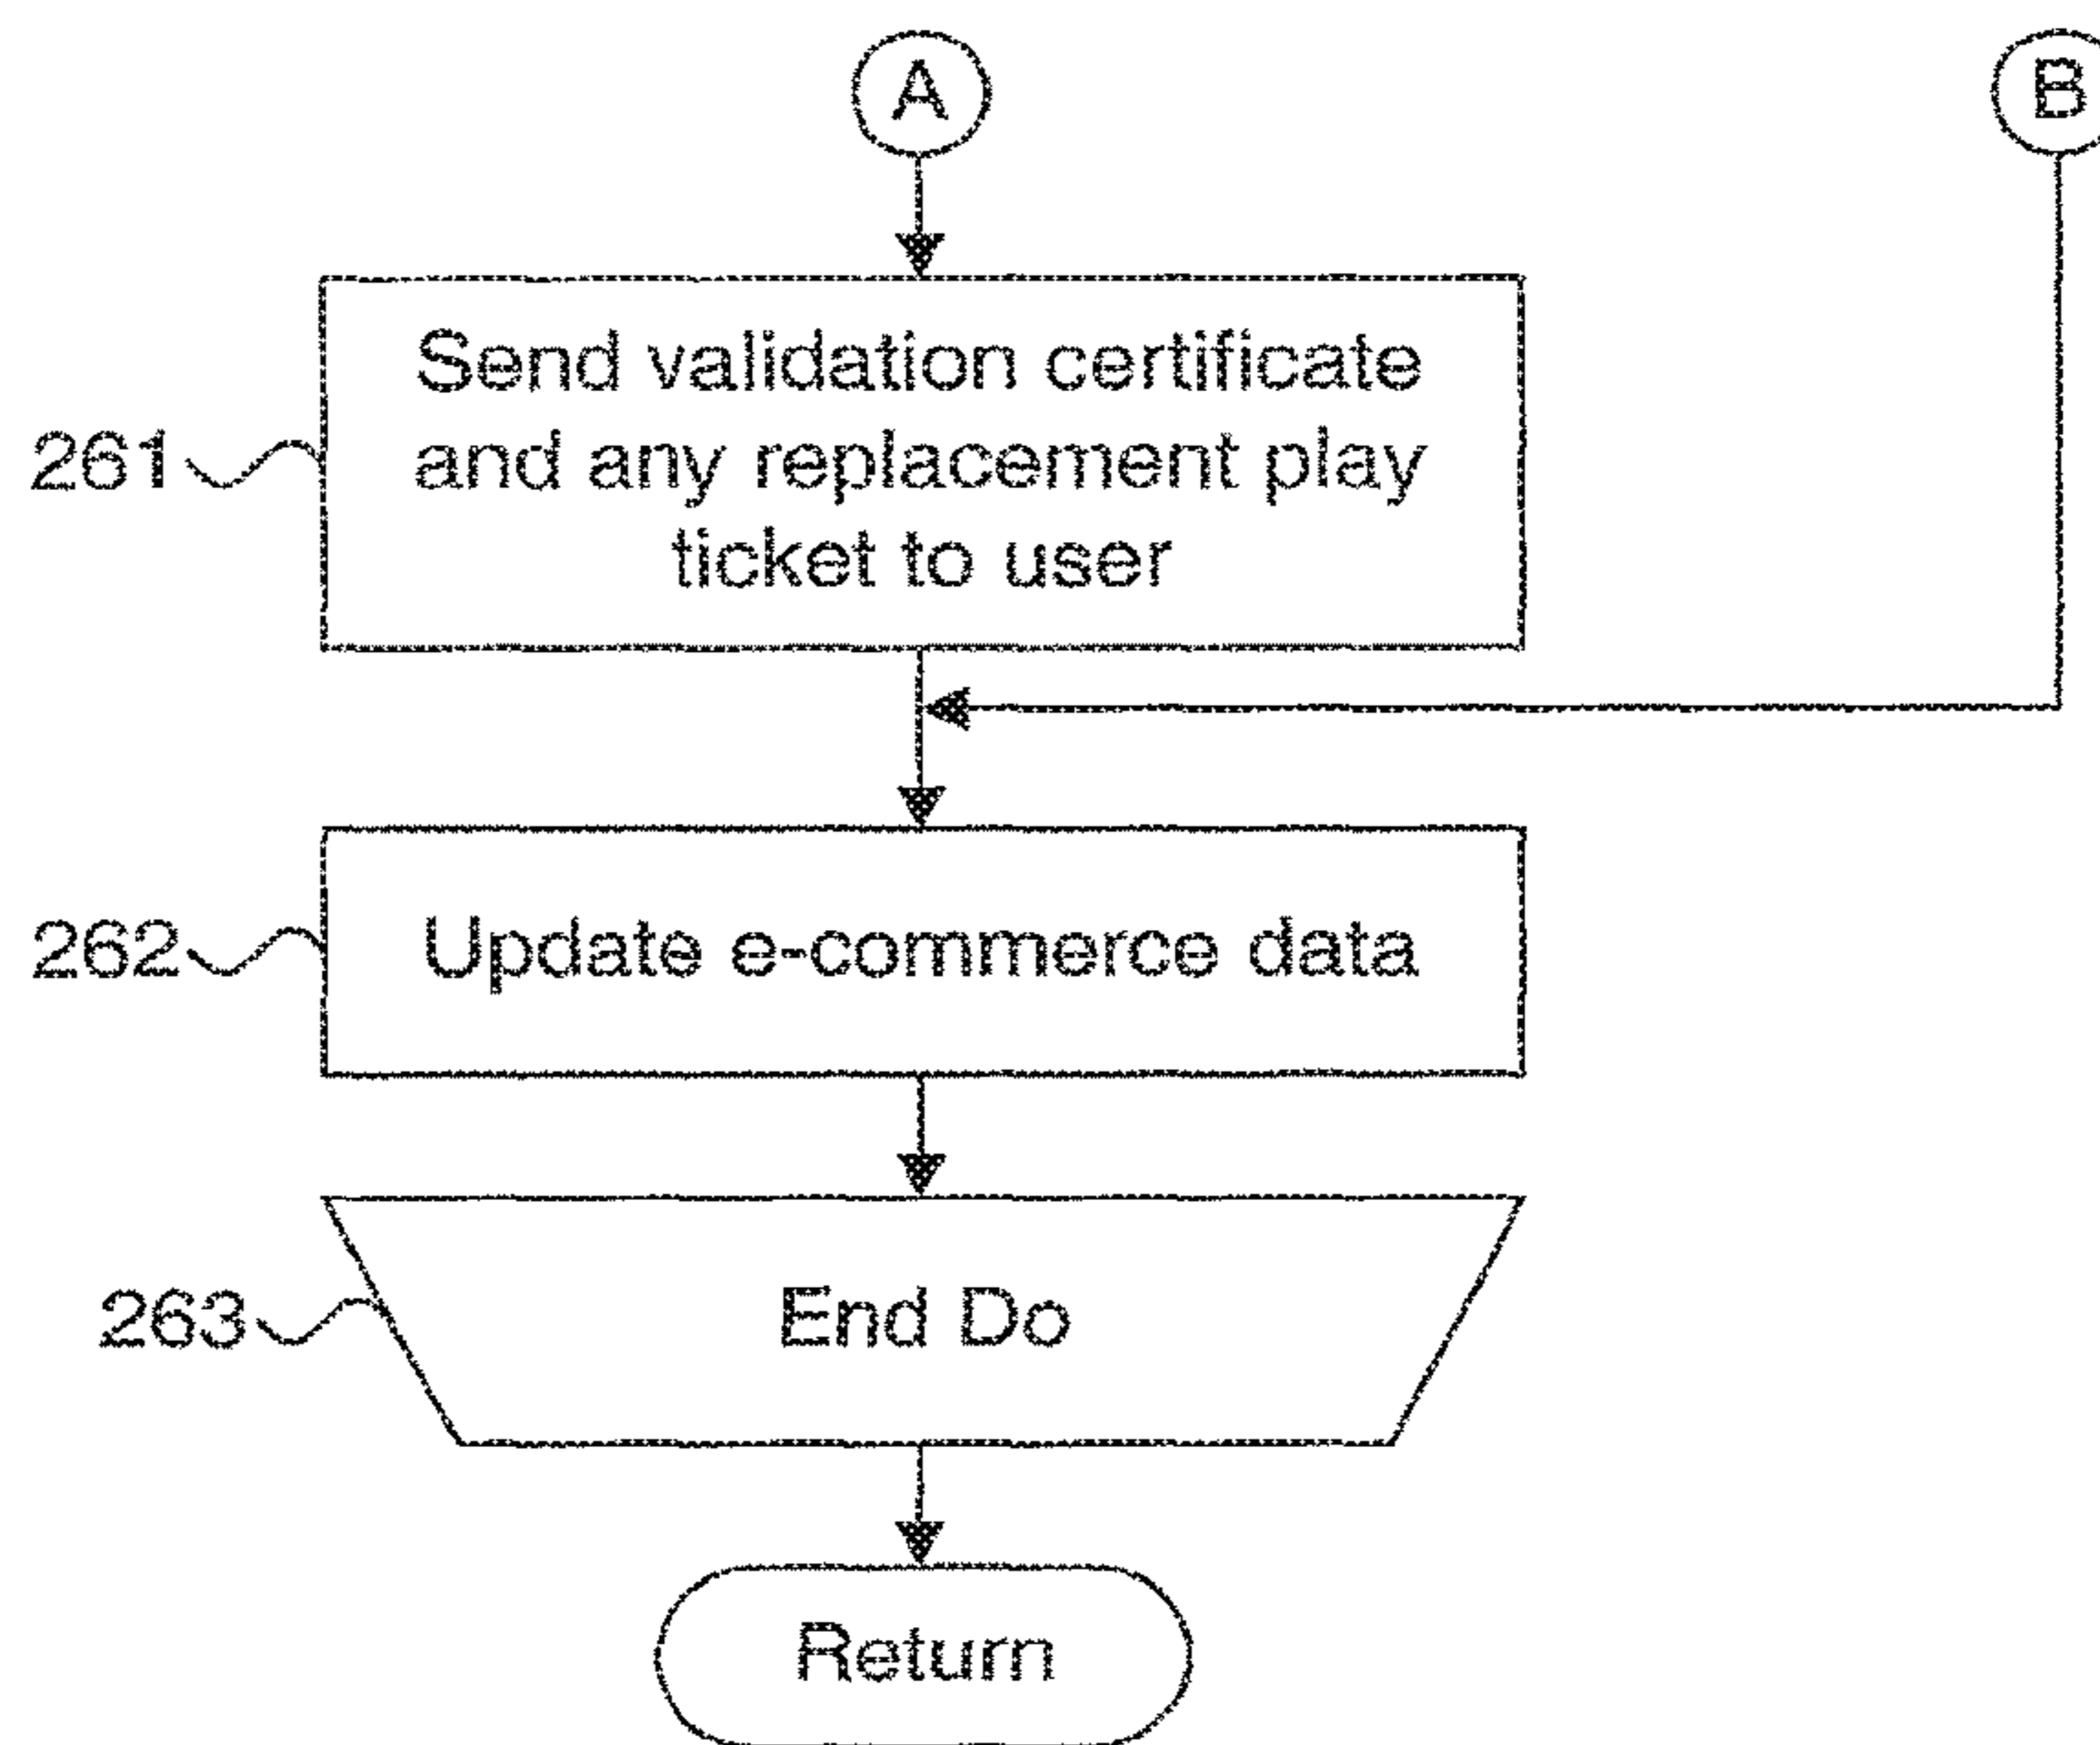 A
B
Send validation certificate
261
and any replacement play
ticket to user
262
Update e-commerce data
263
End Do
Return